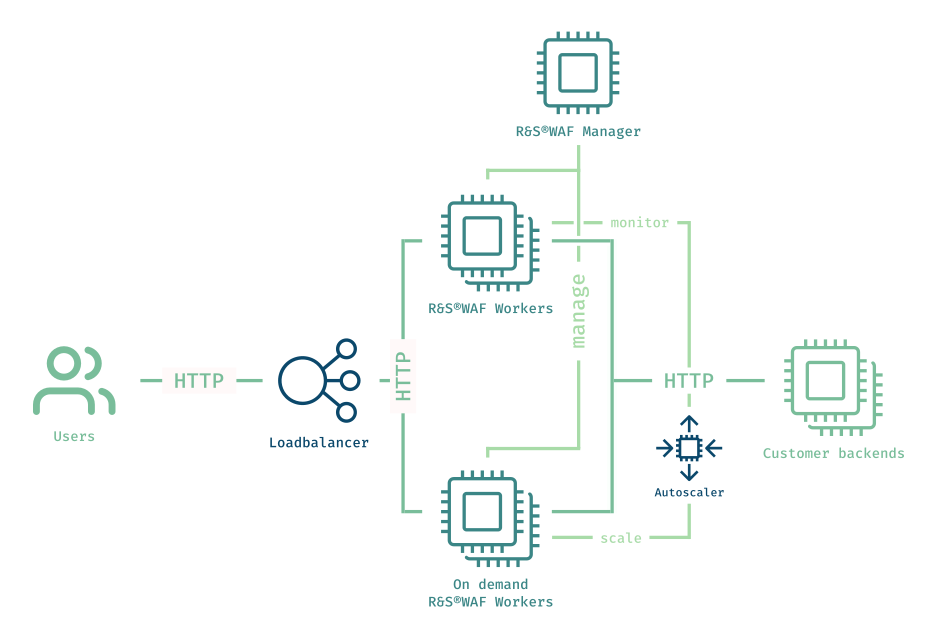 R&S®WAF Manager
monitor
manage
R&S®WAF Workers
HTTP
HTTP
HTTP
Users
Loadbalancer
Customer backends
Autoscaler
scale
On demand
R&S®WAF Workers